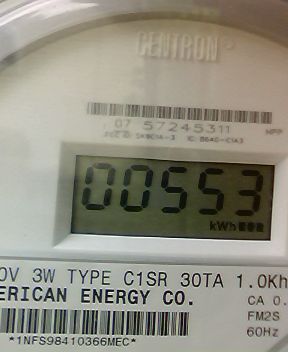 CENTRON
07 57245311
00553
kWh
0V 3W TYPE C1SR 30TA 1.0Kh
ERICAN ENERGY CO.
CA 0.
FM2S
60Hz
*1NFS98410366MEC*